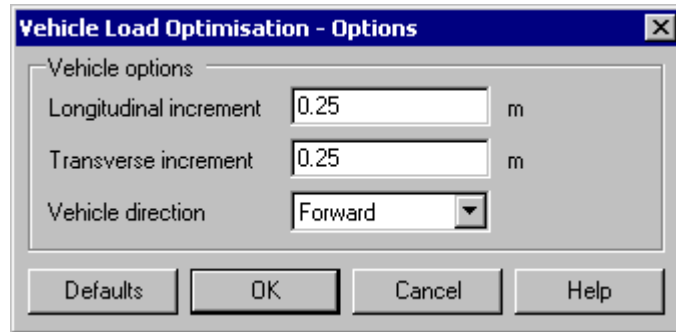 Vehicle Load Optimisation - Options
Vehicle options
Longitudinal increment 0.25 m
Transverse increment 0.25 m
Vehicle direction Forward
Defaults OK Cancel Help